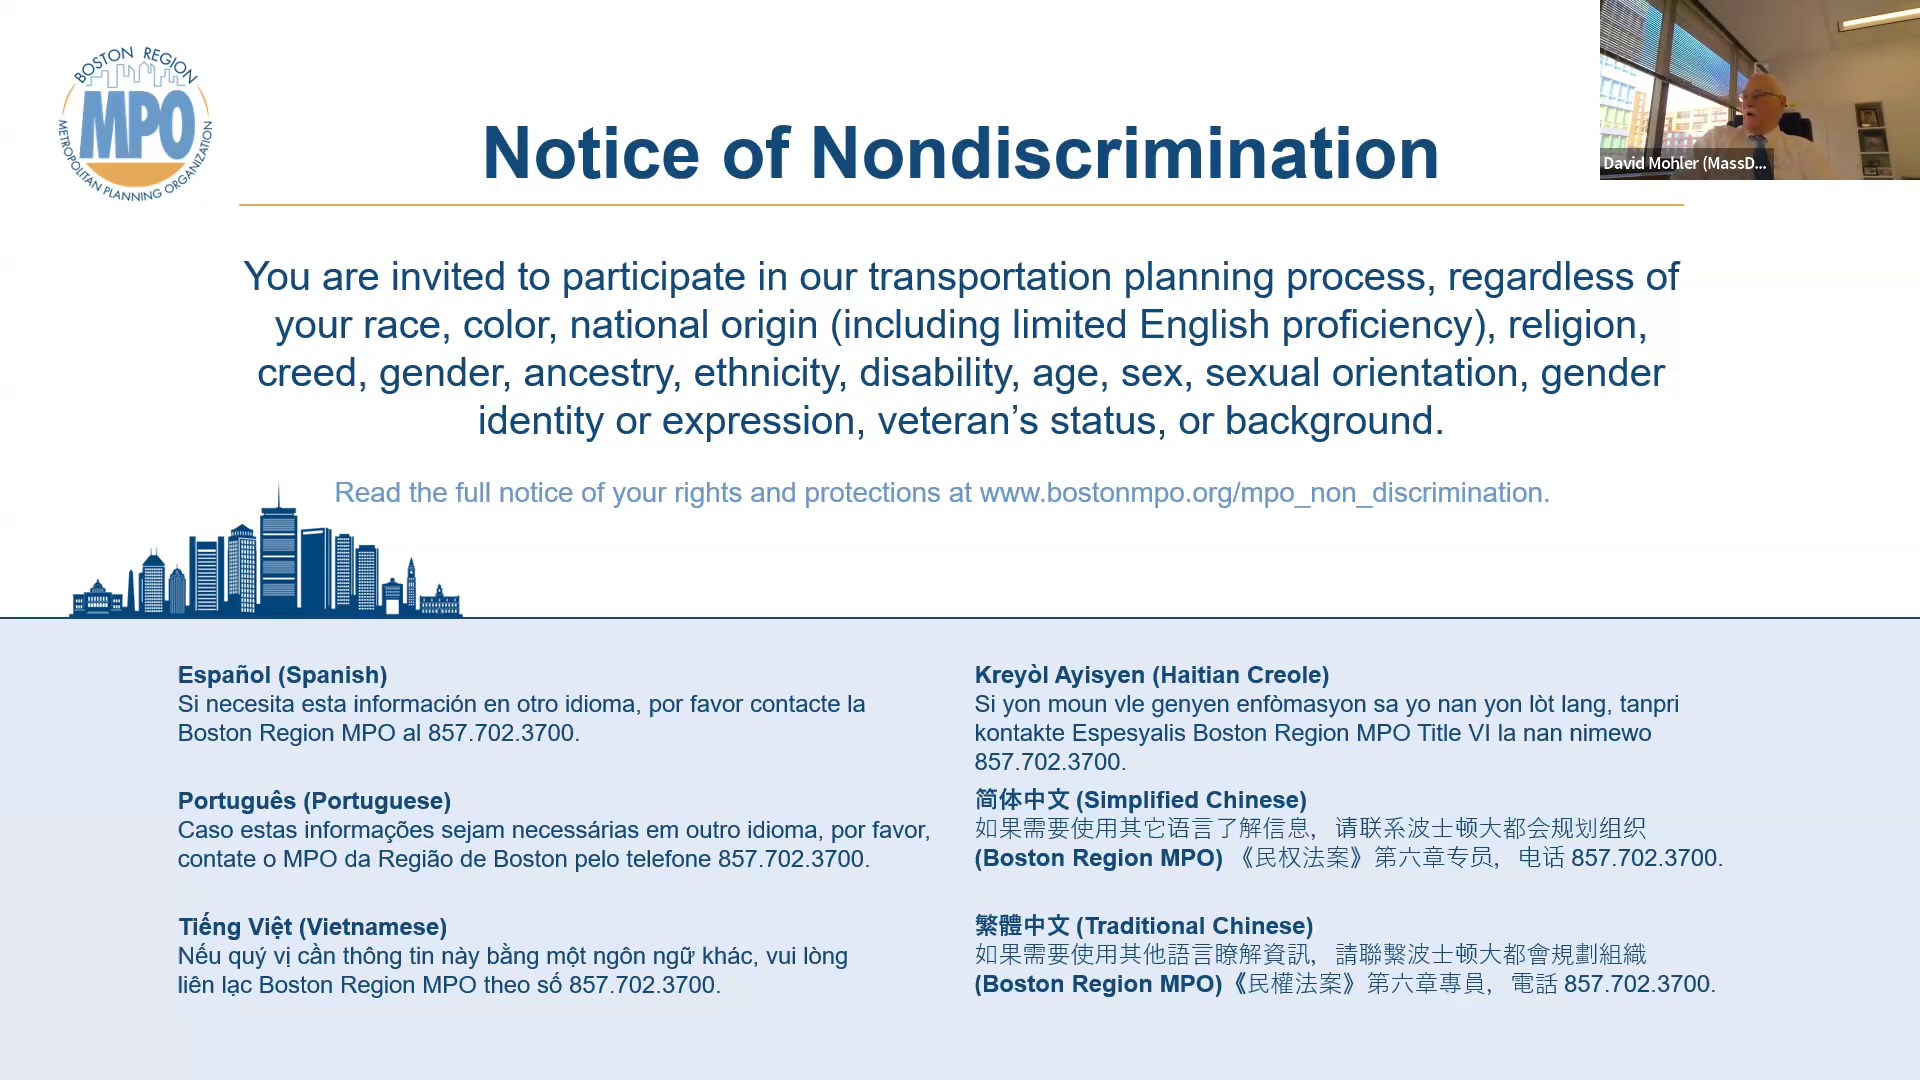 BOSTON REGION
MPO
METROPOLITAN PLANNING ORGANIZATION
Notice of Nondiscrimination
David Mohler (MassD...
You are invited to participate in our transportation planning process, regardless of
your race, color, national origin (including limited English proficiency), religion,
creed, gender, ancestry, ethnicity, disability, age, sex, sexual orientation, gender
identity or expression, veteran’s status, or background.
Read the full notice of your rights and protections at www.bostonmpo.org/mpo_non_discrimination.
Español (Spanish)
Si necesita esta información en otro idioma, por favor contacte la
Boston Region MPO al 857.702.3700.
Português (Portuguese)
Caso estas informações sejam necessárias em outro idioma, por favor,
contate o MPO da Região de Boston pelo telefone 857.702.3700.
Tiếng Việt (Vietnamese)
Nếu quý vị cần thông tin này bằng một ngôn ngữ khác, vui lòng
liên lạc Boston Region MPO theo số 857.702.3700.
Kreyòl Ayisyen (Haitian Creole)
Si yon moun vle genyen enfòmasyon sa yo nan yon lòt lang, tanpri
kontakte Espesyalis Boston Region MPO Title VI la nan nimewo
857.702.3700.
简体中文 (Simplified Chinese)
如果需要使用其它语言了解信息，请联系波士顿大都会规划组织
(Boston Region MPO) 《民权法案》第六章专员，电话 857.702.3700.
繁體中文 (Traditional Chinese)
如果需要使用其他語言瞭解資訊，請聯繫波士顿大都會規劃組織
(Boston Region MPO)《民權法案》第六章專員，電話 857.702.3700.